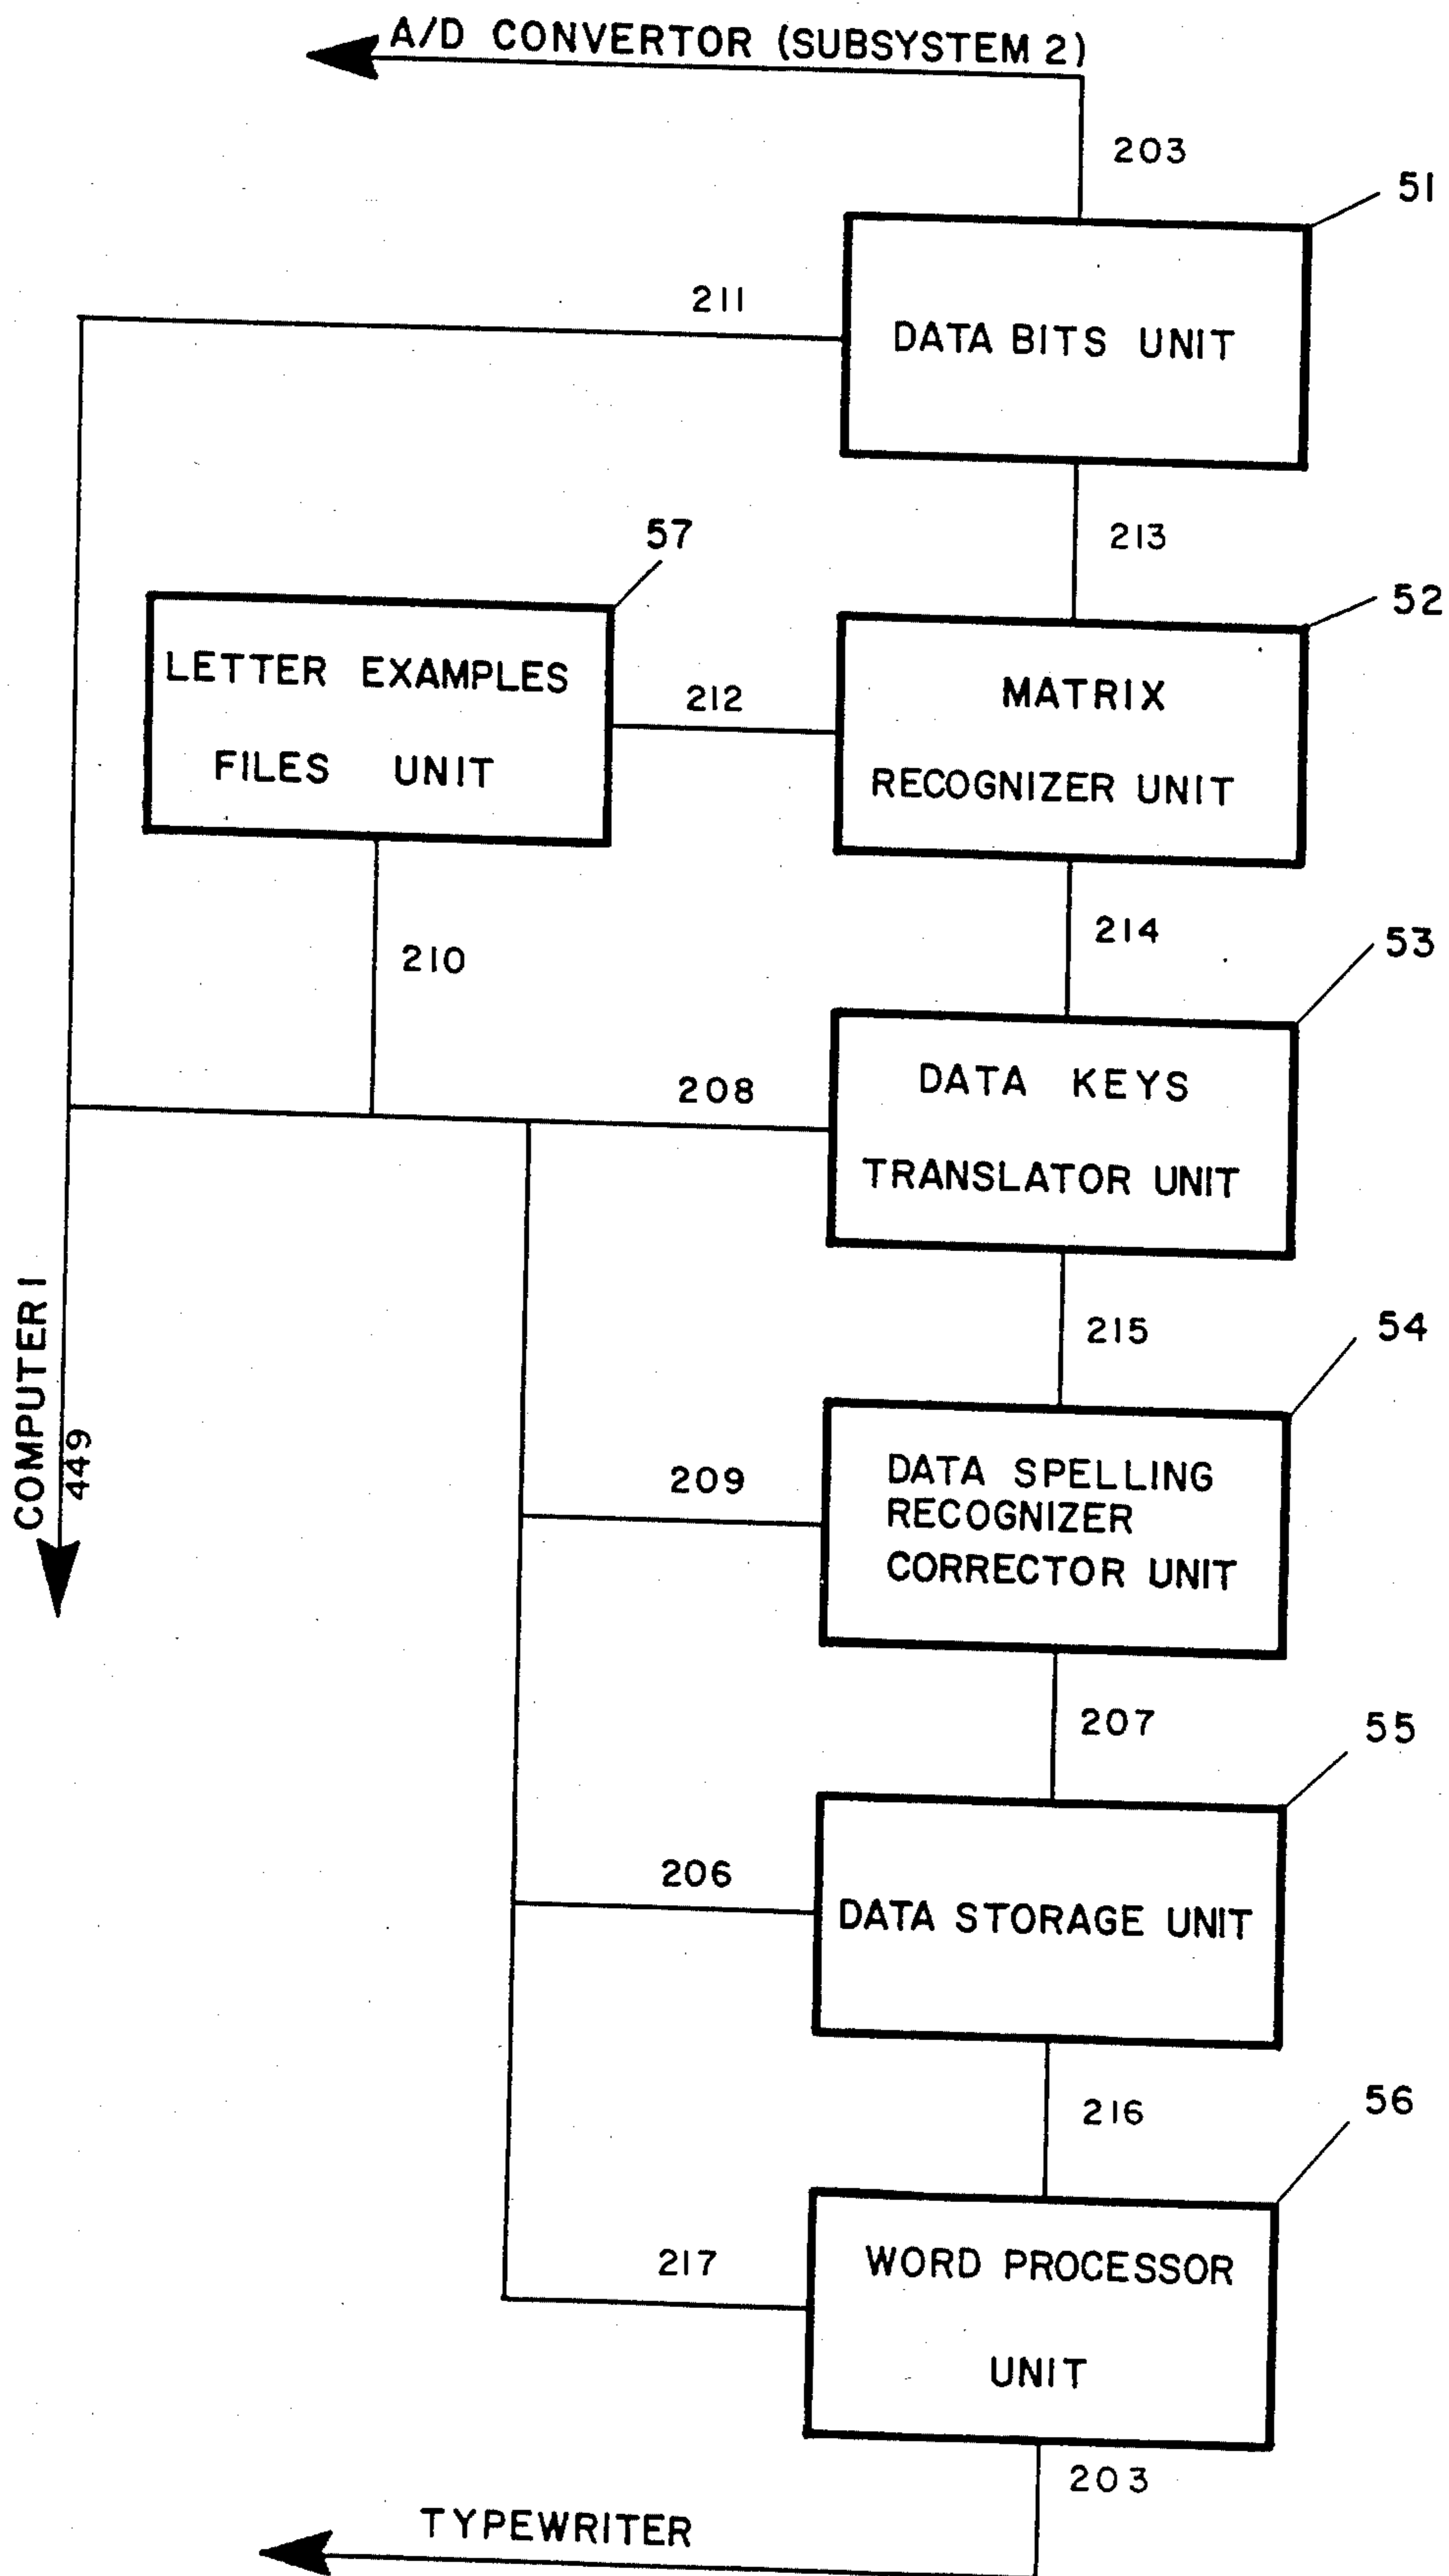 A/D CONVERTOR (SUBSYSTEM 2)
203
51
211
DATA BITS UNIT
213
57
52
LETTER EXAMPLES
FILES UNIT
212
MATRIX
RECOGNIZER UNIT
210
214
53
208
DATA KEYS
TRANSLATOR UNIT
COMPUTER 1
449
215
54
209
DATA SPELLING
RECOGNIZER
CORRECTOR UNIT
207
55
206
DATA STORAGE UNIT
216
56
217
WORD PROCESSOR
UNIT
203
TYPEWRITER